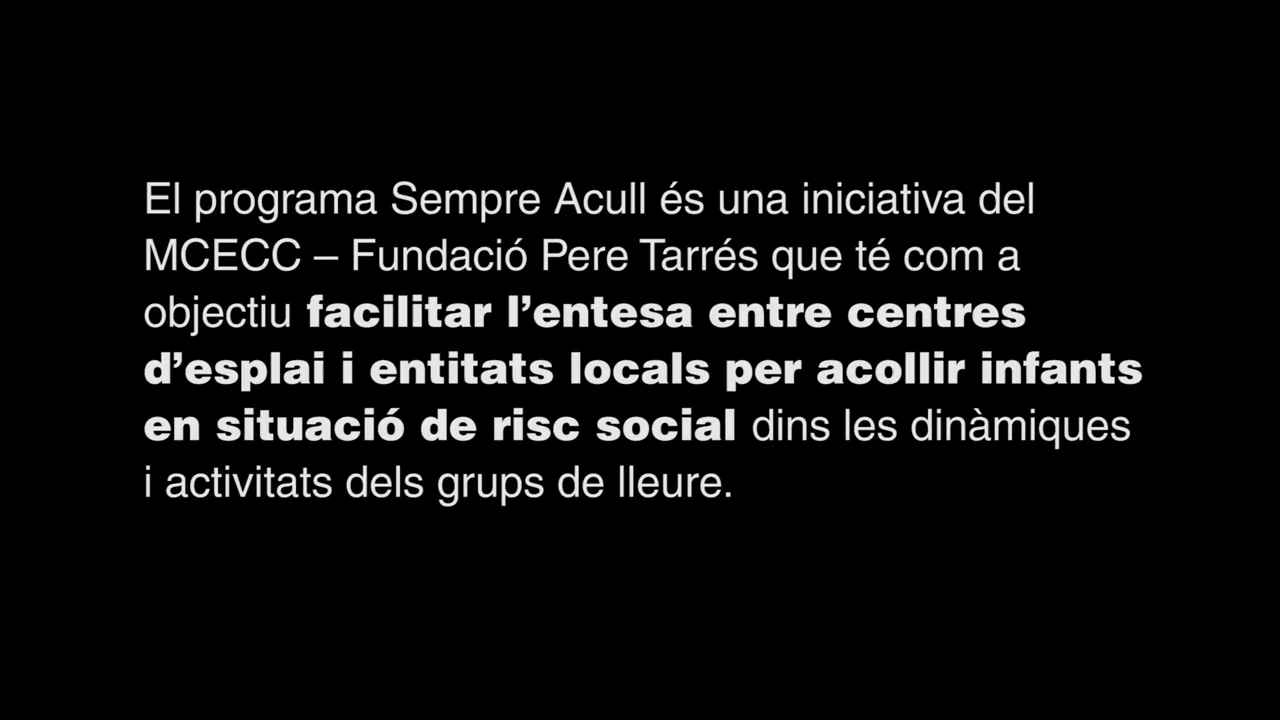 El programa Sempre Acull és una iniciativa del
MCECC – Fundació Pere Tarrés que té com a
objectiu facilitar l’entesa entre centres
d’esplai i entitats locals per acollir infants
en situació de risc social dins les dinàmiques
i activitats dels grups de lleure.